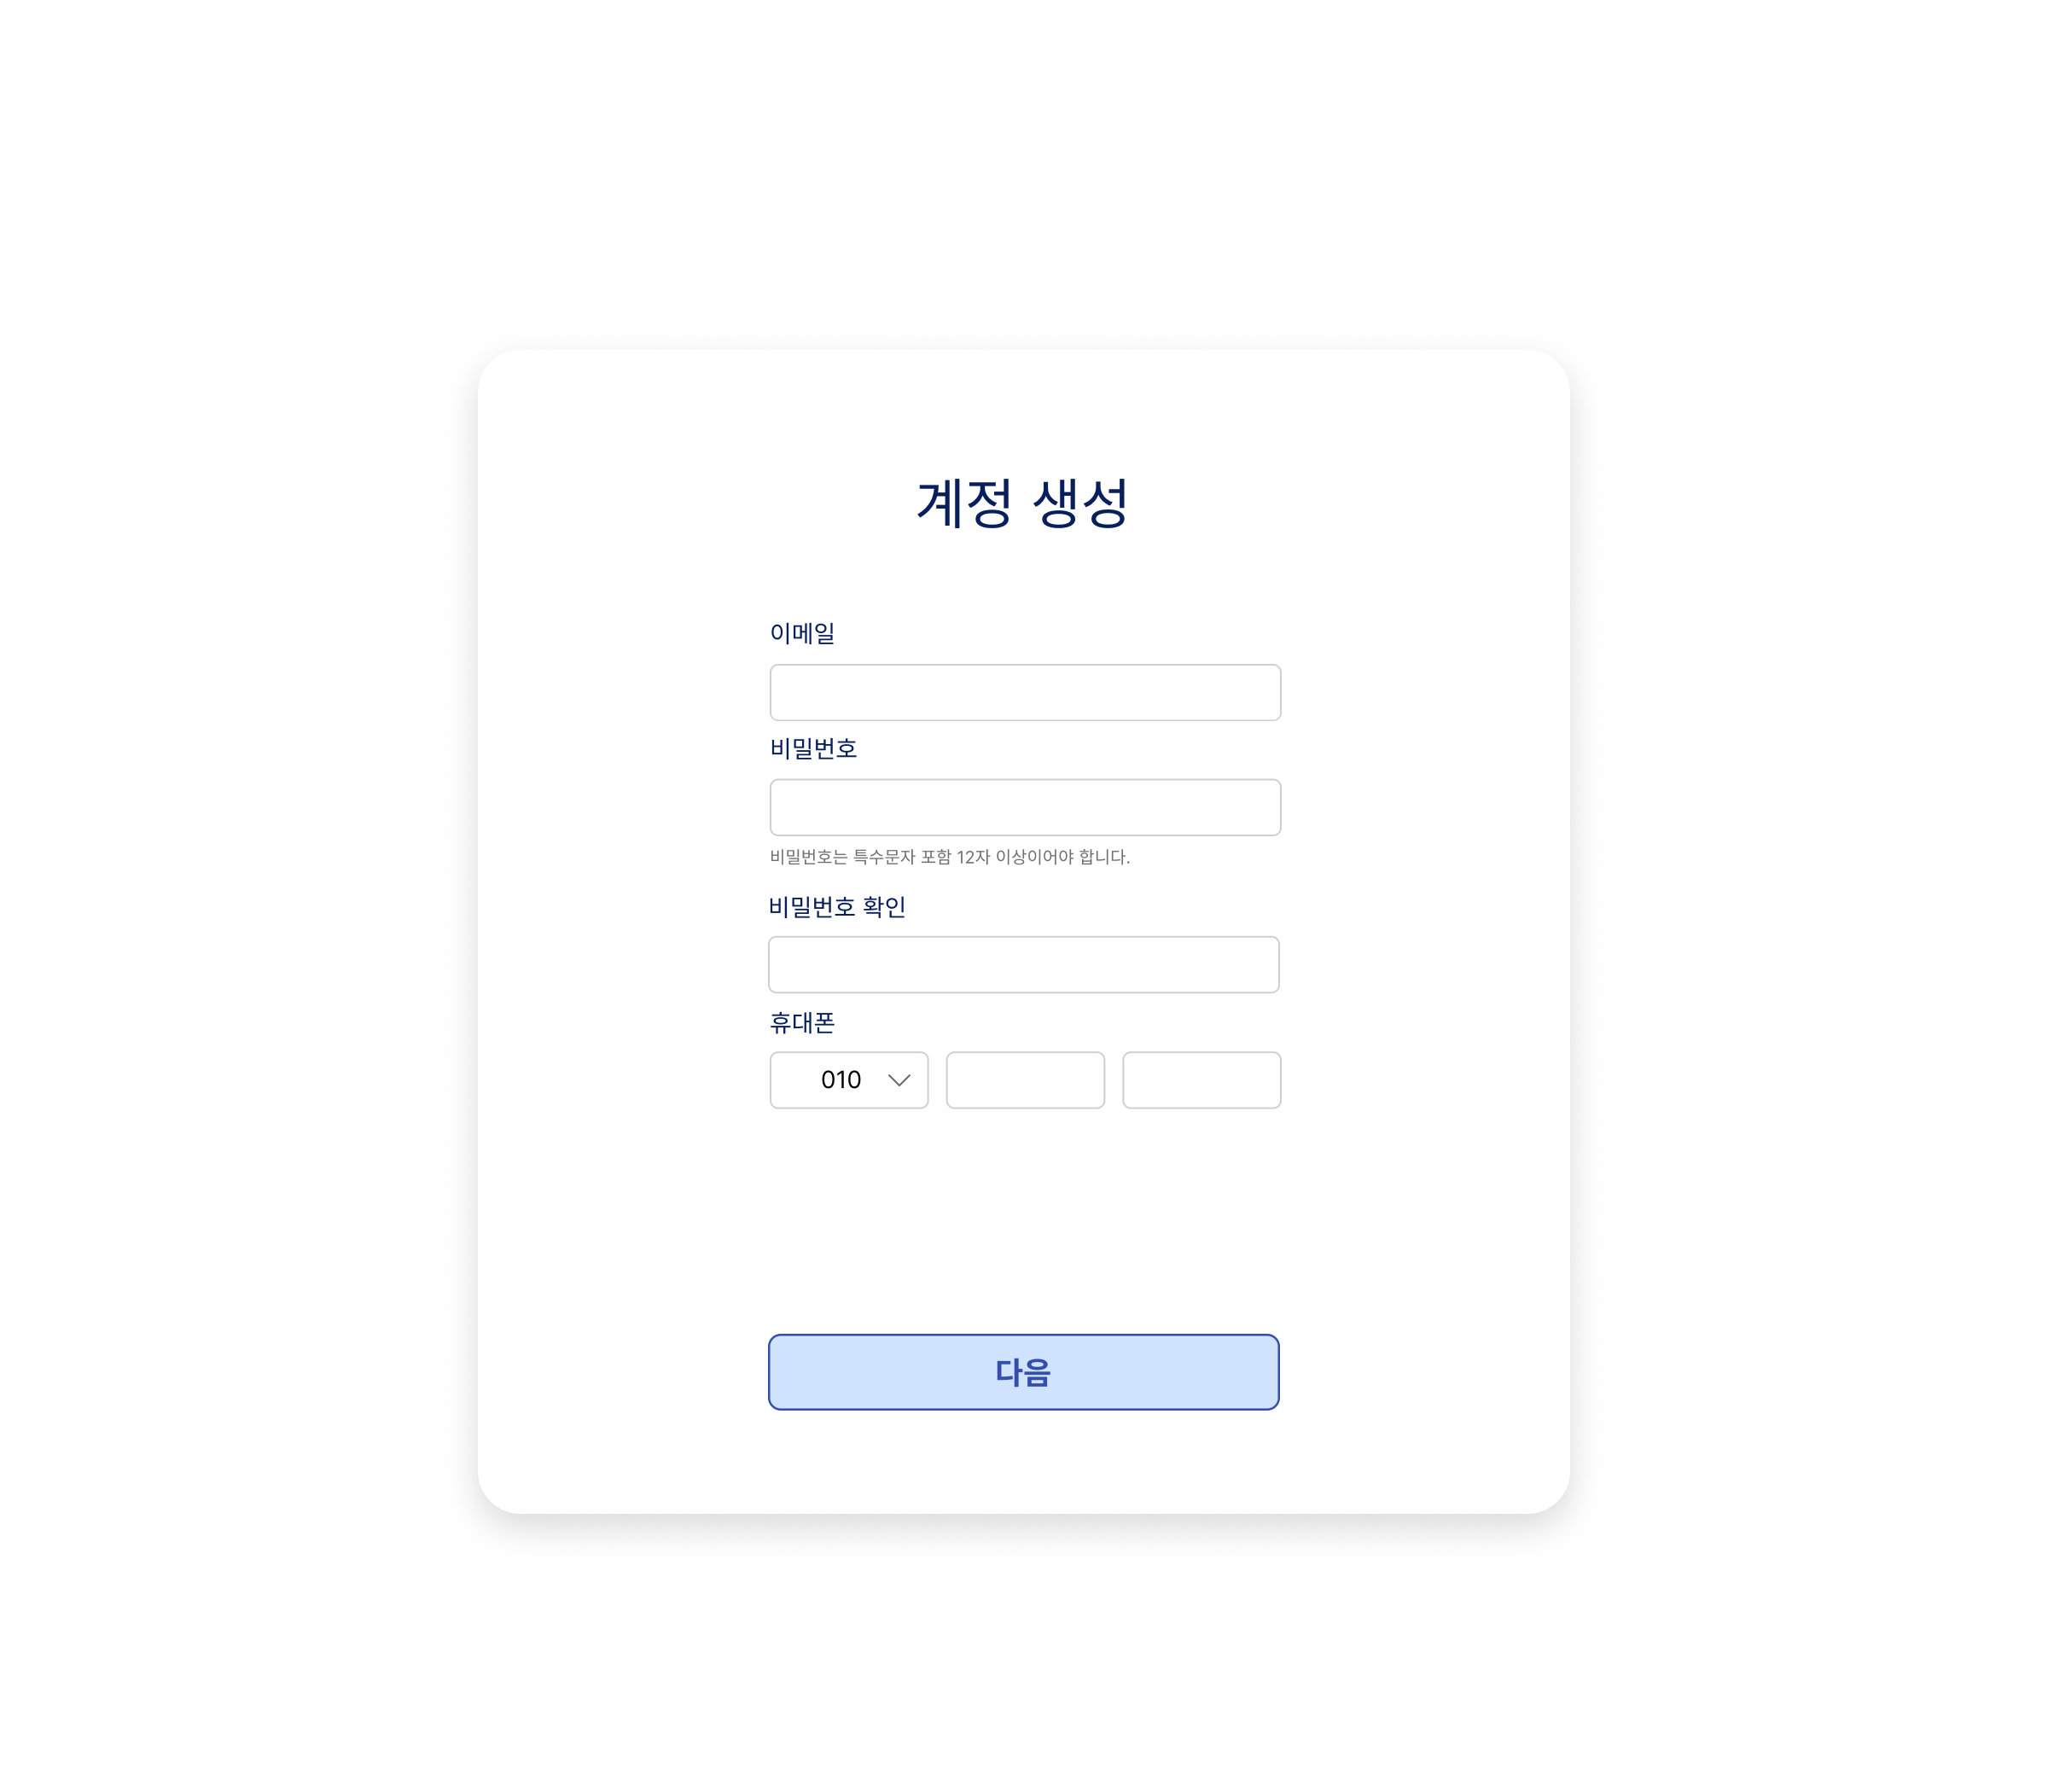 계정 생성
이메일
비밀번호
비밀번호는 특수문자 포함 12자 이상이어야 합니다.
비밀번호 확인
휴대폰
010
다음